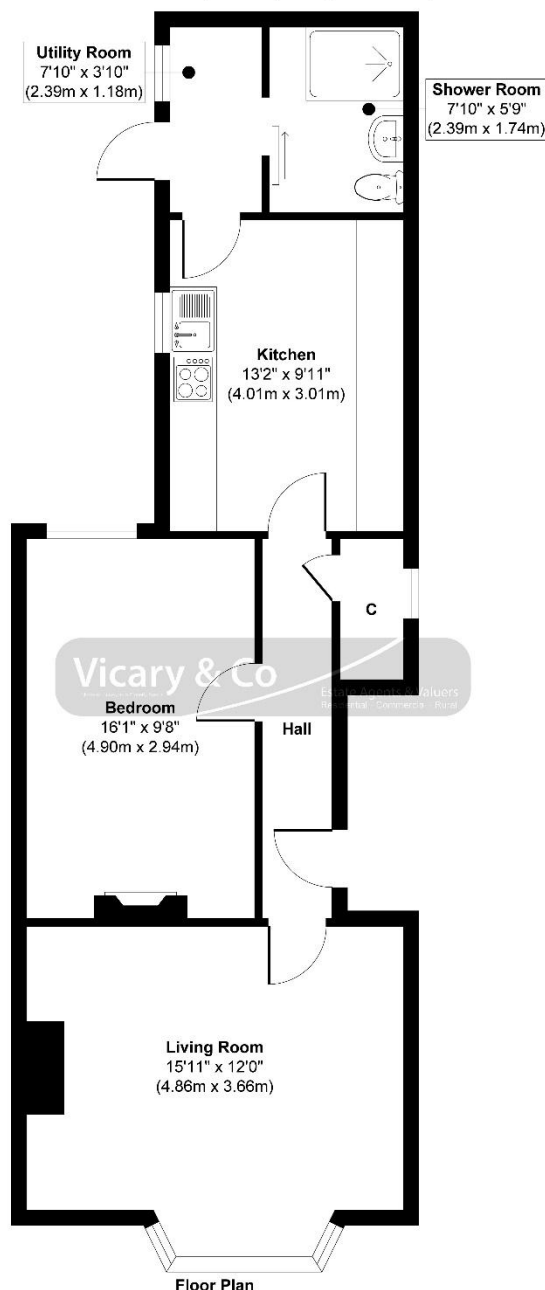 Utility Room
7'10" x 3'10"
(2.39m x 1.18m)
Shower Room
7'10" x 5'9"
(2.39m x 1.74m)
Kitchen
13'2" x 9'11"
(4.01m x 3.01m)
C
Vicary & Co
Estate Agents & Valuers
Residential - Commercial - Rural
Bedroom
16'1" x 9'8"
(4.90m x 2.94m)
Hall
Living Room
15'11" x 12'0"
(4.86m x 3.66m)
Floor Plan